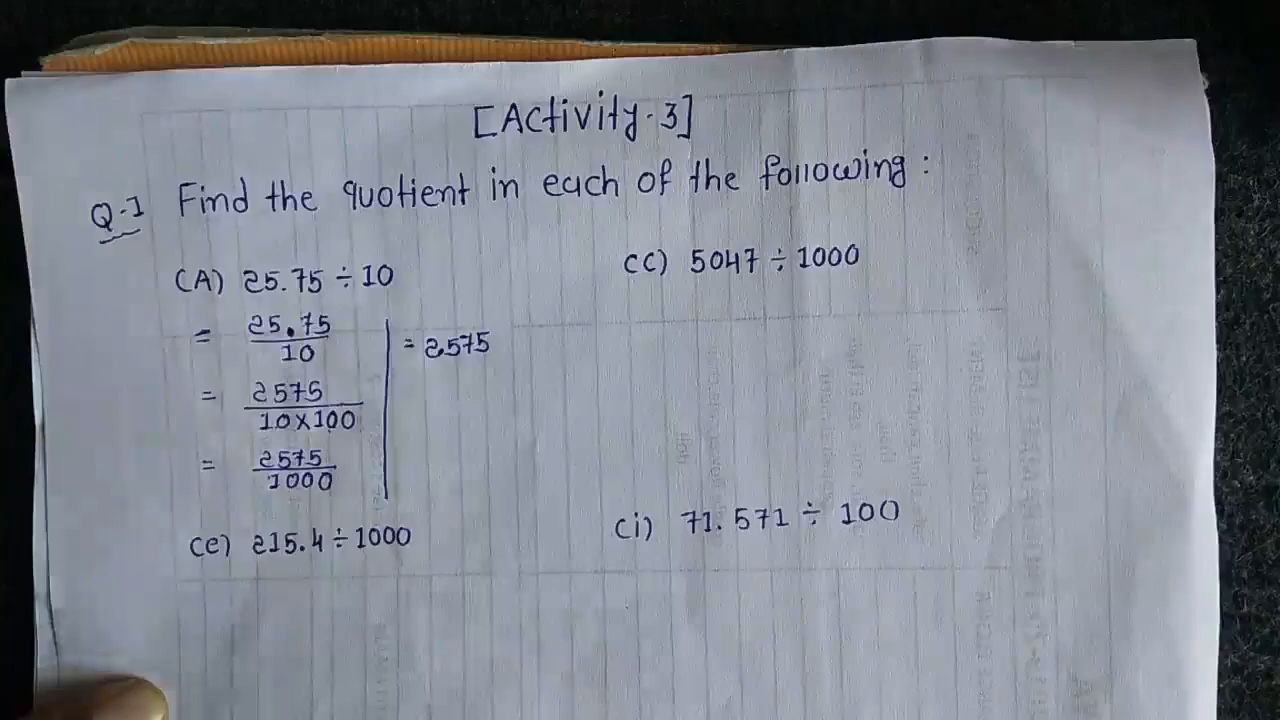 [Activity-3]
Q-1 Find the quotient in each of the following:
(A) 25.75 ÷ 10
= 25.75 / 10
= 2575 / 10×100
= 2575 / 1000
= 2575
(C) 5047 ÷ 1000
(e) 215.4 ÷ 1000
(i) 71.571 ÷ 100